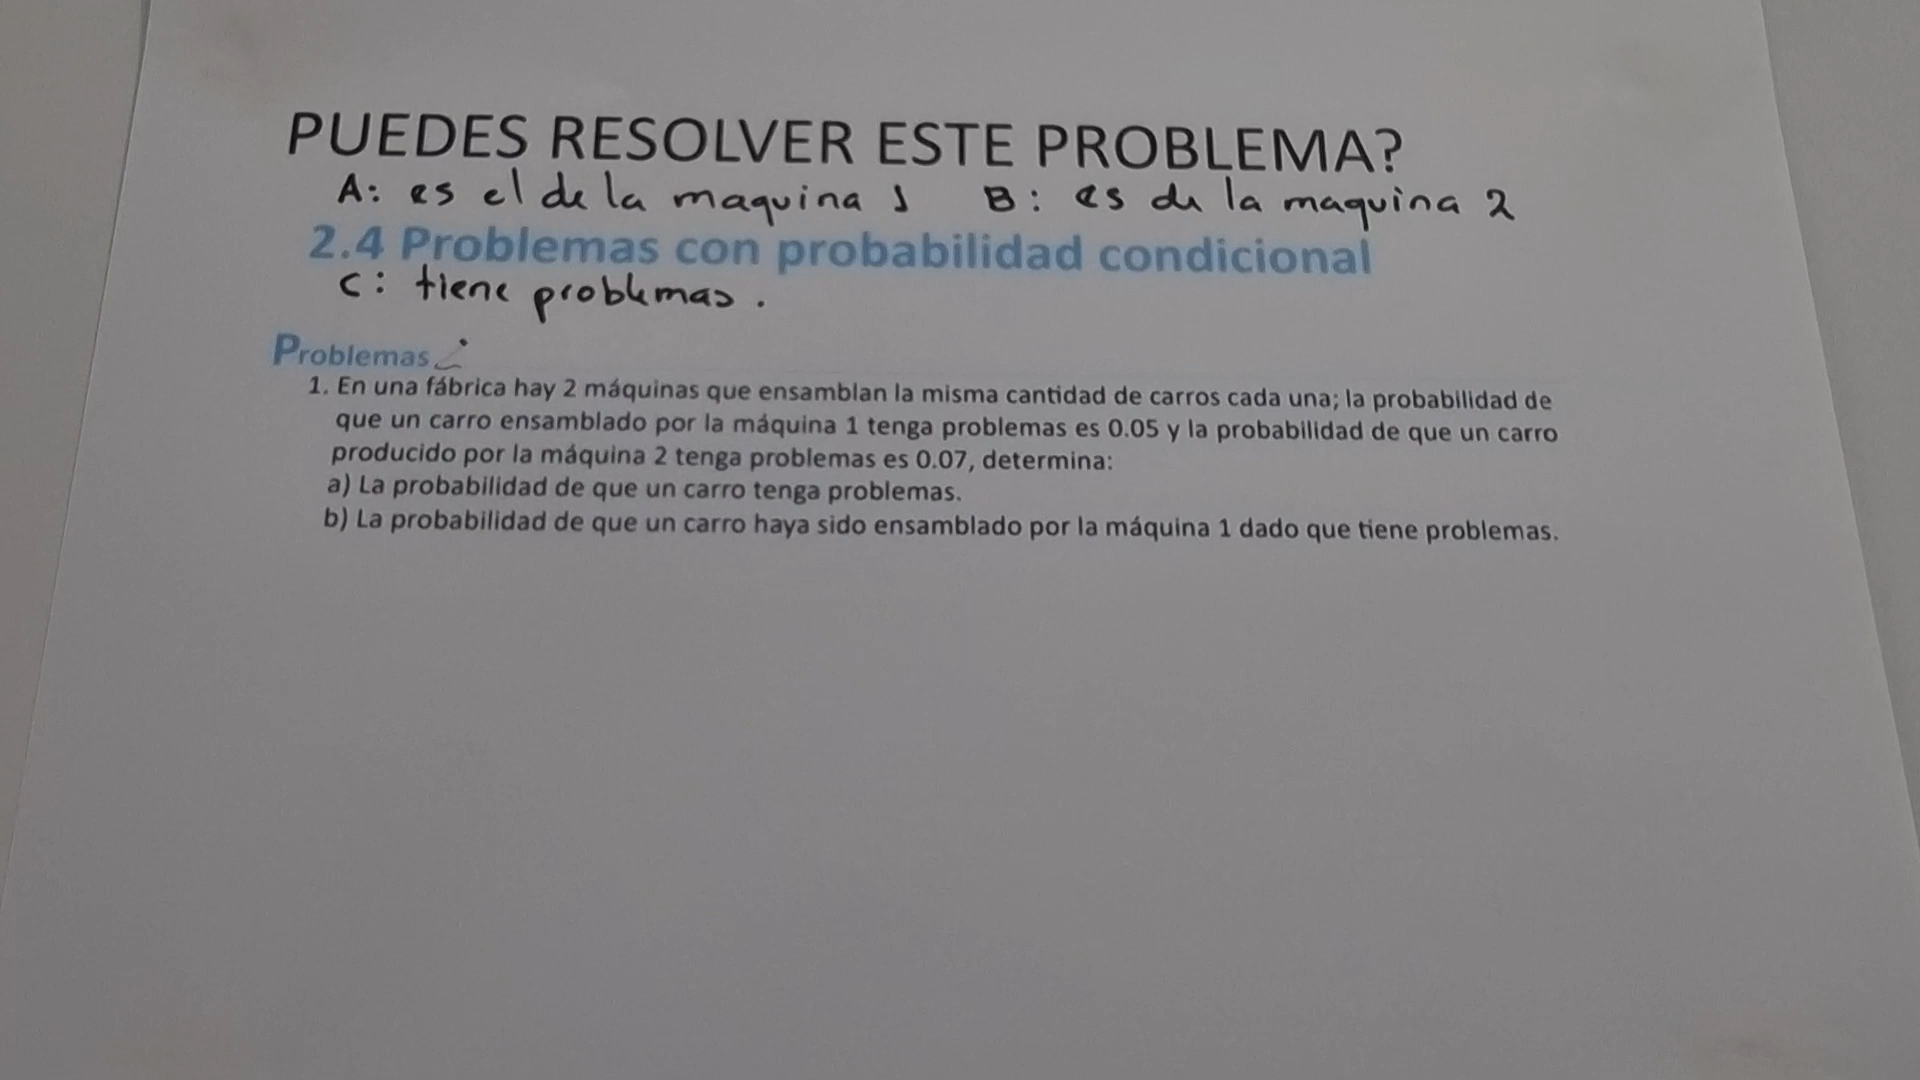 PUEDES RESOLVER ESTE PROBLEMA?
A: es el de la maquina 1 B: es de la maquina 2
2.4 Problemas con probabilidad condicional
C: tiene problemas.
Problemas
1. En una fábrica hay 2 máquinas que ensamblan la misma cantidad de carros cada una; la probabilidad de
que un carro ensamblado por la máquina 1 tenga problemas es 0.05 y la probabilidad de que un carro
producido por la máquina 2 tenga problemas es 0.07, determina:
a) La probabilidad de que un carro tenga problemas.
b) La probabilidad de que un carro haya sido ensamblado por la máquina 1 dado que tiene problemas.